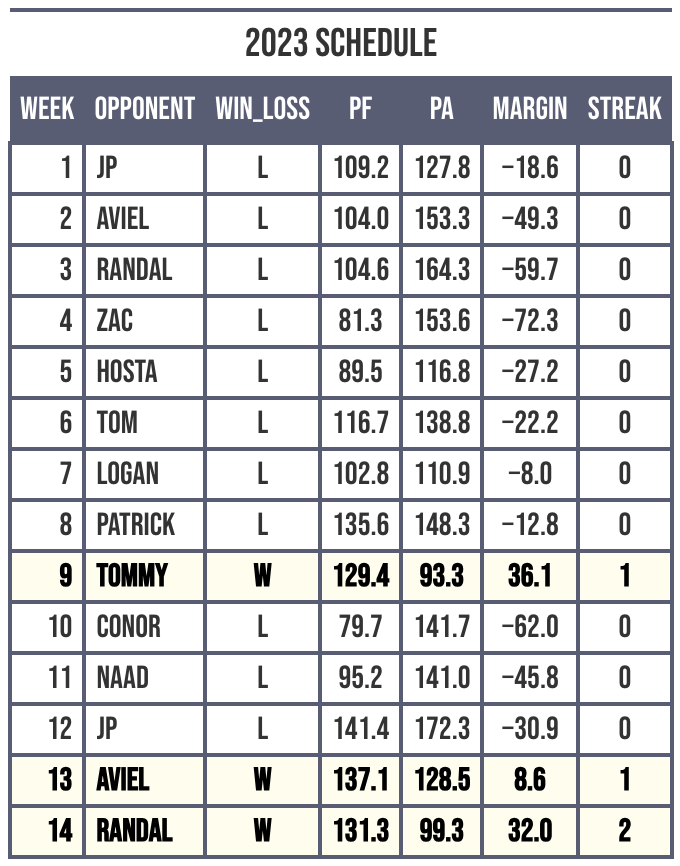 2023 SCHEDULE
WEEK OPPONENT WIN_LOSS PF PA MARGIN STREAK
1 JP L 109.2 127.8 −18.6 0
2 AVIEL L 104.0 153.3 −49.3 0
3 RANDAL L 104.6 164.3 −59.7 0
4 ZAC L 81.3 153.6 −72.3 0
5 HOSTA L 89.5 116.8 −27.2 0
6 TOM L 116.7 138.8 −22.2 0
7 LOGAN L 102.8 110.9 −8.0 0
8 PATRICK L 135.6 148.3 −12.8 0
9 TOMMY W 129.4 93.3 36.1 1
10 CONOR L 79.7 141.7 −62.0 0
11 NAAD L 95.2 141.0 −45.8 0
12 JP L 141.4 172.3 −30.9 0
13 AVIEL W 137.1 128.5 8.6 1
14 RANDAL W 131.3 99.3 32.0 2